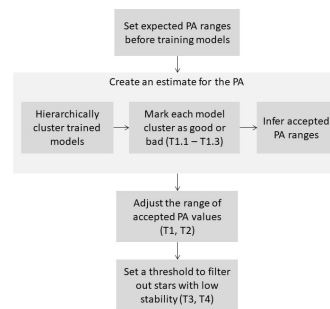 Set expected PA ranges
before training models
Create an estimate for the PA
Hierarchically
cluster trained
models
Mark each model
cluster as good or
bad (T1.1 – T1.3)
Infer accepted
PA ranges
Adjust the range of
accepted PA values
(T1, T2)
Set a threshold to filter
out stars with low
stability (T3, T4)